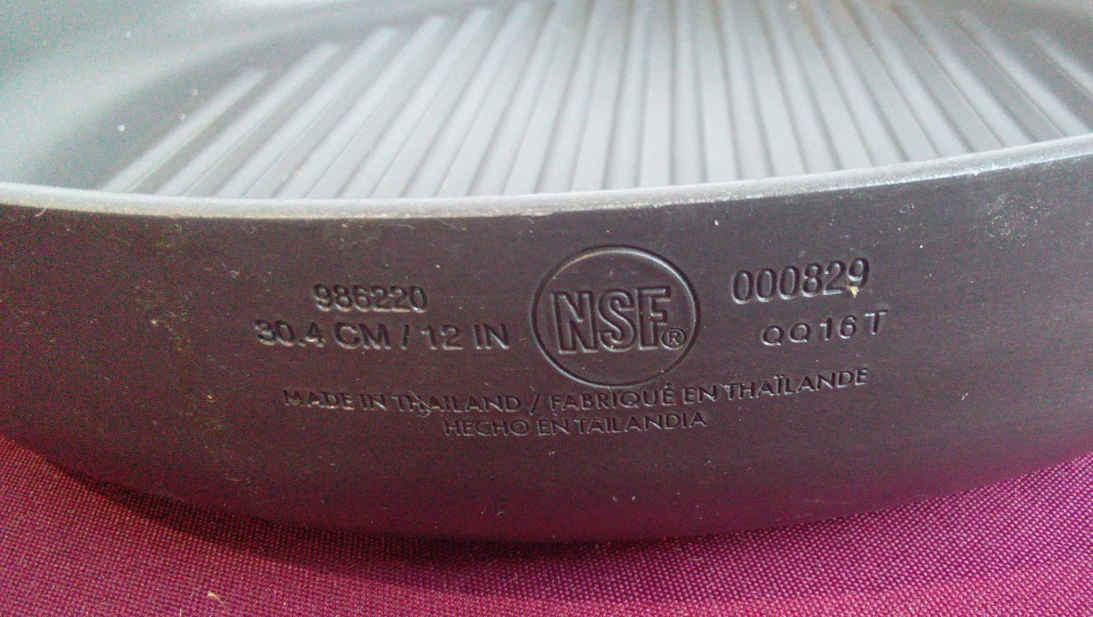 986220
30.4 CM / 12 IN
NSF®
000829
QQ16T
MADE IN THAILAND / FABRIQUÉ EN THAÏLANDE
HECHO EN TAILANDIA